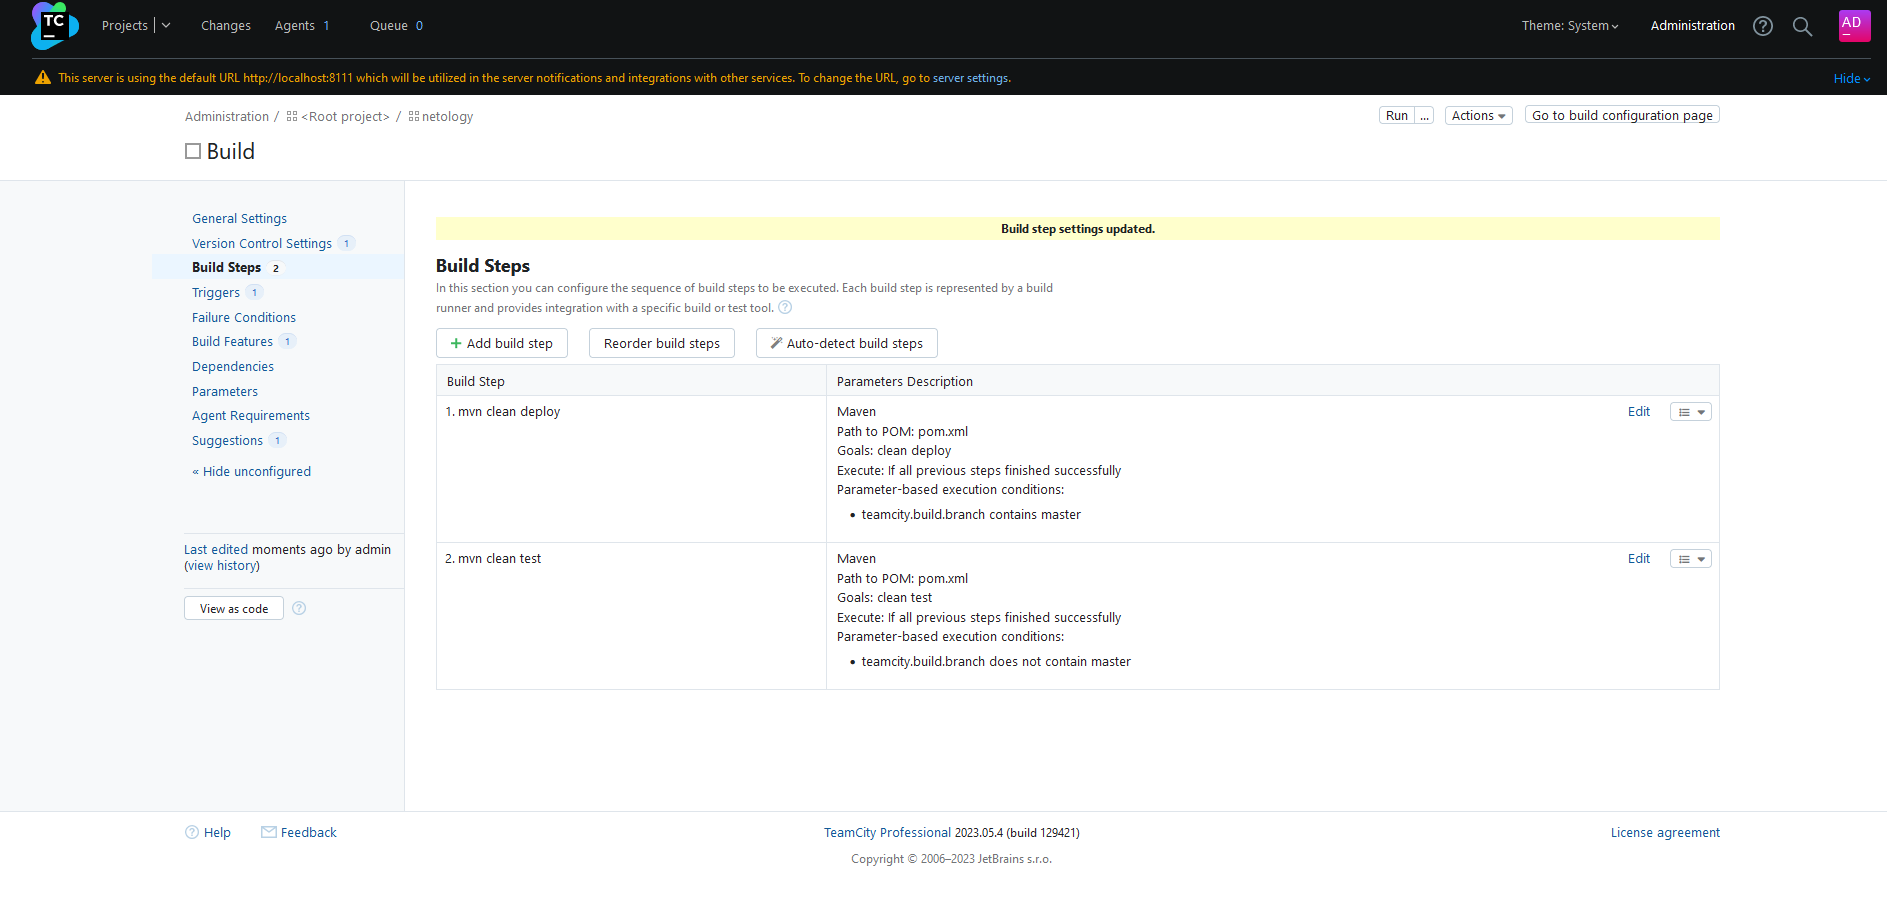 TC
Projects
Changes
Agents 1
Queue 0
Theme: System
Administration
AD
This server is using the default URL http://localhost:8111 which will be utilized in the server notifications and integrations with other services. To change the URL, go to server settings.
Hide
Administration / <Root project> / netology
Run ...
Actions
Go to build configuration page
Build
General Settings
Version Control Settings 1
Build Steps 2
Triggers 1
Failure Conditions
Build Features 1
Dependencies
Parameters
Agent Requirements
Suggestions 1
« Hide unconfigured
Last edited moments ago by admin
(view history)
View as code
Build step settings updated.
Build Steps
In this section you can configure the sequence of build steps to be executed. Each build step is represented by a build
runner and provides integration with a specific build or test tool.
Add build step
Reorder build steps
Auto-detect build steps
Build Step
Parameters Description
1. mvn clean deploy
Maven
Edit
Path to POM: pom.xml
Goals: clean deploy
Execute: If all previous steps finished successfully
Parameter-based execution conditions:
• teamcity.build.branch contains master
2. mvn clean test
Maven
Edit
Path to POM: pom.xml
Goals: clean test
Execute: If all previous steps finished successfully
Parameter-based execution conditions:
• teamcity.build.branch does not contain master
Help
Feedback
TeamCity Professional 2023.05.4 (build 129421)
License agreement
Copyright © 2006–2023 JetBrains s.r.o.